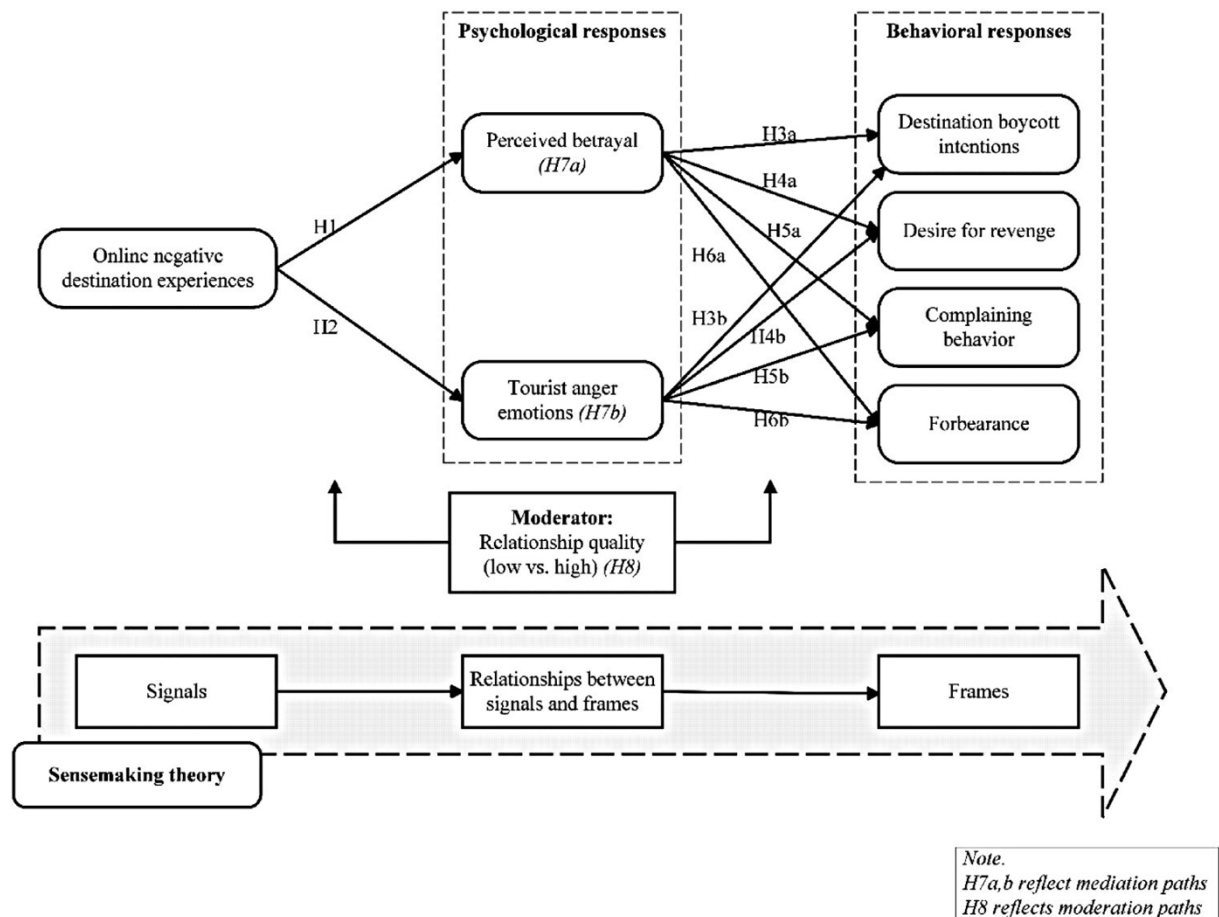 Psychological responses
Behavioral responses
Perceived betrayal
(H7a)
Destination boycott
intentions
Desire for revenge
Complaining
behavior
Forbearance
Online negative
destination experiences
Tourist anger
emotions (H7b)
H1
H2
H3a
H4a
H5a
H6a
H3b
H4b
H5b
H6b
Moderator:
Relationship quality
(low vs. high) (H8)
Signals
Relationships between
signals and frames
Frames
Sensemaking theory
Note.
H7a,b reflect mediation paths
H8 reflects moderation paths